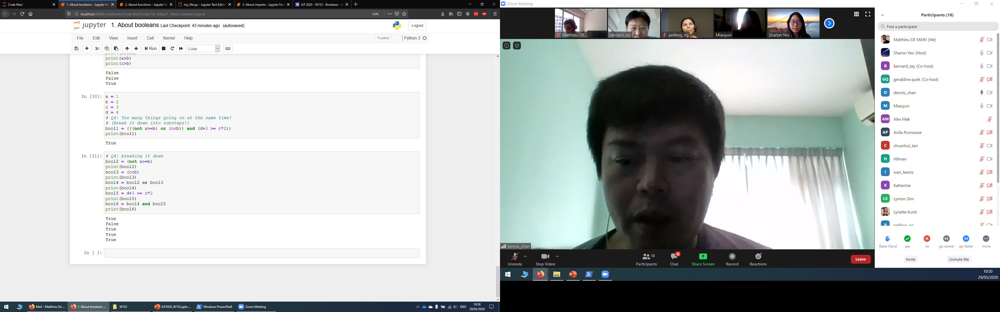 Code files/
1. About booleans - Jupyter No
2. About functions - Jupyter No
my_file.py - Jupyter Text Editor
3. About imports - Jupyter Not
ILP 2020 - W1S3 - Booleans - G
localhost:8888/notebooks/Code files/Codes for slides/1. About booleans.ipynb
120%
ABP
jupyter 1. About booleans Last Checkpoint: 43 minutes ago (autosaved)
Logout
File Edit View Insert Cell Kernel Help
Trusted
Python 3
Run
Code
print(a>b)
print(c>b)
False
False
True
In [30]:
a = 1
b = 2
c = 3
d = 4
# Q4: Too many things going on at the same time!
# (Break it down into substeps!)
bool1 = (((not a>=b) or (c<b)) and (d+3 >= c*2))
print(bool1)
True
In [31]:
# Q4: breaking it down
bool2 = (not a>=b)
print(bool2)
bool3 = (c<b)
print(bool3)
bool4 = bool2 or bool3
print(bool4)
bool5 = d+3 >= c*2
print(bool5)
bool6 = bool4 and bool5
print(bool6)
True
False
True
True
True
In [ ]:
Mail - Matthieu De ...
1. About booleans ...
W1S3
ILP2020_W1S3.pptx...
Windows PowerShell
Zoom Meeting
ENG
10:50
29/05/2020
Zoom Meeting
Matthieu DE ...
bernard_tay
peifeng_ng
Miaoyun
Sharon Yeo
dennis_chan
Unmute
Stop Video
18
Participants
4
Chat
Share Screen
Record
Reactions
Leave
Participants (18)
Find a participant
Matthieu DE MARI (Me)
Sharon Yeo (Host)
B bernard_tay (Co-host)
GQ geraldine quek (Co-host)
D dennis_chan
M Miaoyun
AM Alex Mak
AP Anila Punnoose
C chuanhui_tan
H Hilman
I ivan_leemz
K Katherine
LS Lymon Sim
Lynette Kuoh
P peifeng_ng
Raise Hand
yes
no
go slower
go faster
more
Invite
Unmute Me
10:50
29/05/2020